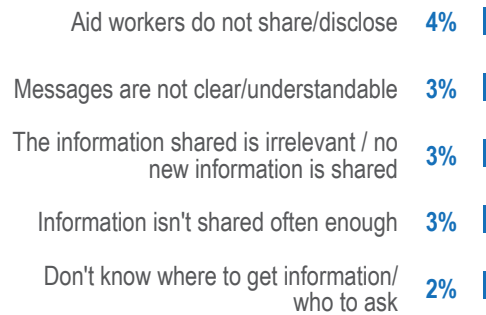 Aid workers do not share/disclose 4%
Messages are not clear/understandable 3%
The information shared is irrelevant / no
new information is shared 3%
Information isn't shared often enough 3%
Don't know where to get information/
who to ask 2%